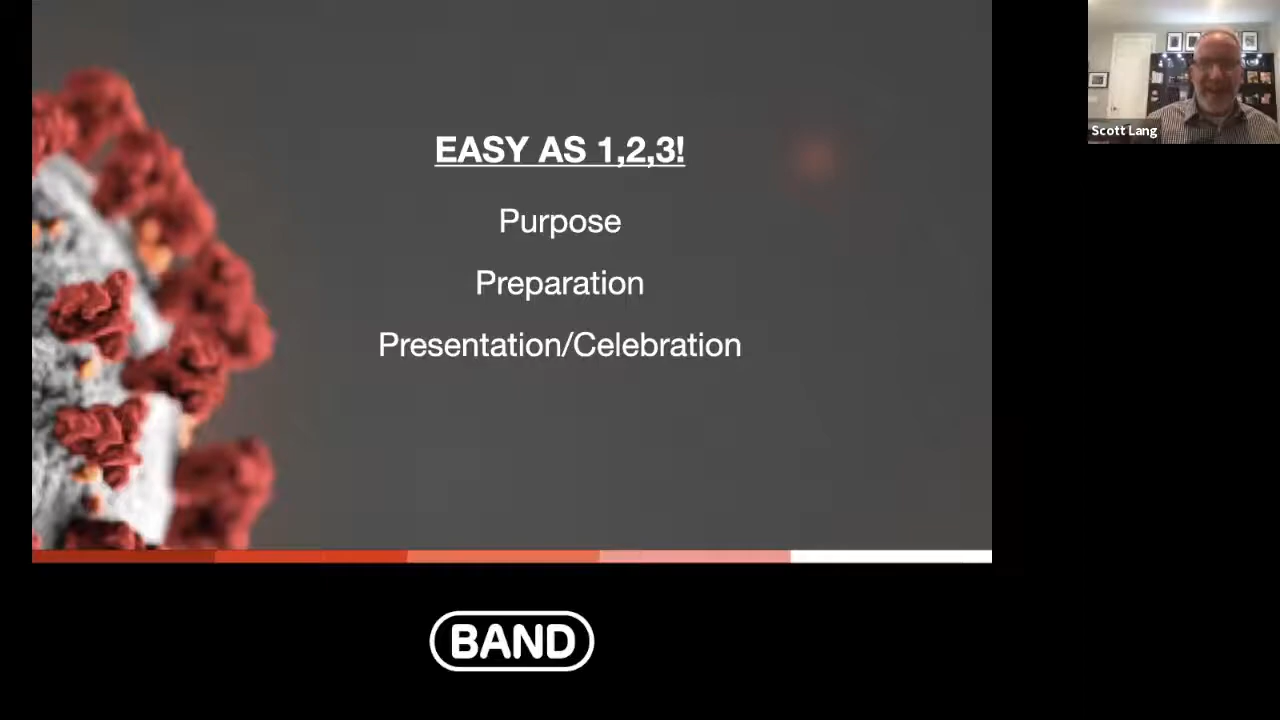 EASY AS 1,2,3!
Purpose
Preparation
Presentation/Celebration
Scott Lang
BAND